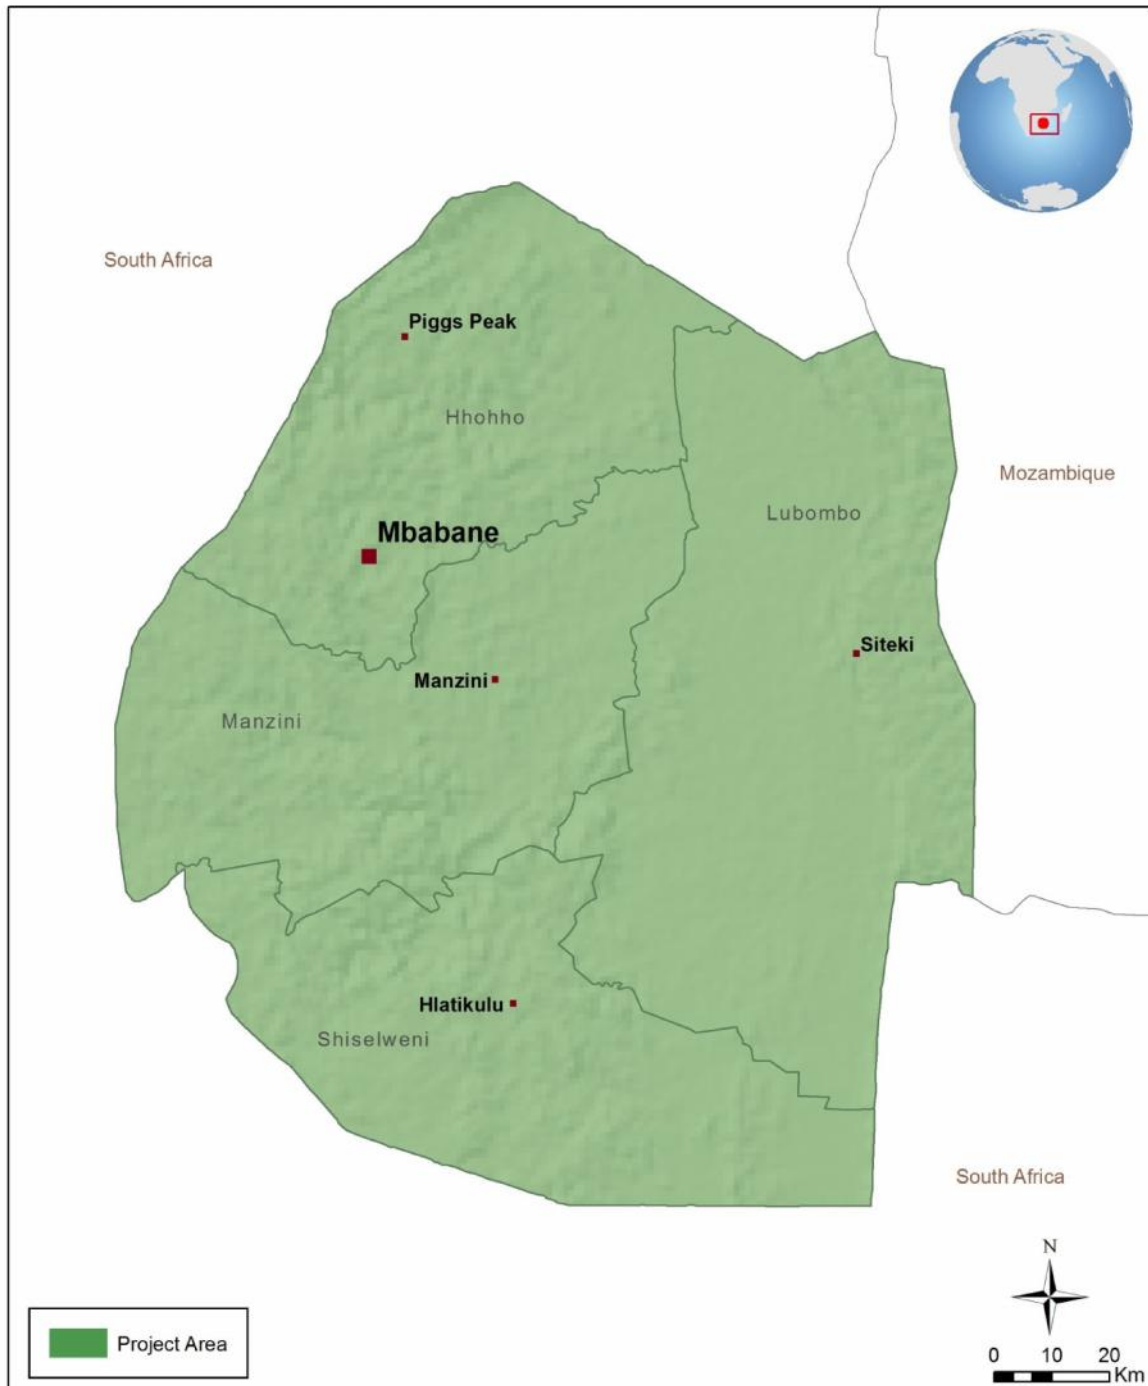 South Africa
Piggs Peak
Hhohho
Mozambique
Lubombo
Mbabane
Siteki
Manzini
Manzini
Hlatikulu
Shiselweni
South Africa
N
Project Area
0 10 20
Km